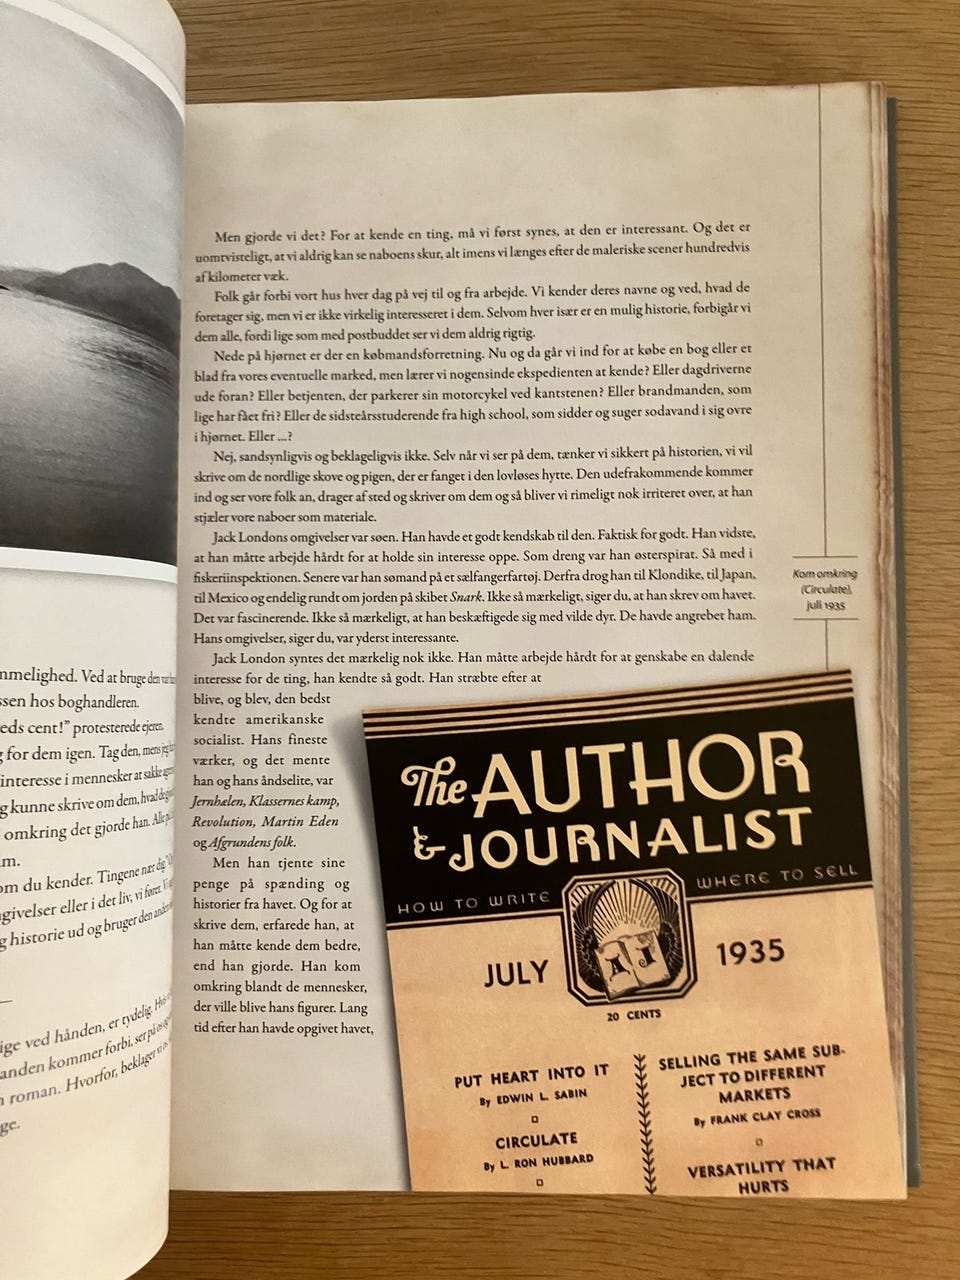 mmelighed. Ved at bruge den
ssen hos boghandleren.
eds cent!” protesterede ejeren.
g for dem igen. Tag den, mens jeg
interesse i mennesker at
g kunne skrive om dem, hvad de
omkring det gjorde han. Alle
m.
om du kender. Tingene nær dig.
givelser eller i det liv, vi fører.
g historie ud og bruger den
ige ved hånden, er tydelig. Hvis
anden kommer forbi, ser på os og
n roman. Hvorfor, beklager vi os
ge.
Men gjorde vi det? For at kende en ting, må vi først synes, at den er interessant. Og det er
uomtvisteligt, at vi aldrig kan se naboens skur, alt imens vi længes efter de maleriske scener hundredvis
af kilometer væk.
Folk går forbi vort hus hver dag på vej til og fra arbejde. Vi kender deres navne og ved, hvad de
foretager sig, men vi er ikke virkelig interesseret i dem. Selvom hver især er en mulig historie, forbigår vi
dem alle, fordi lige som med postbuddet ser vi dem aldrig rigtig.
Nede på hjørnet er der en købmandsforretning. Nu og da går vi ind for at købe en bog eller et
blad fra vores eventuelle marked, men lærer vi nogensinde ekspedienten at kende? Eller dagdriverne
ude foran? Eller betjenten, der parkerer sin motorcykel ved kantstenen? Eller brandmanden, som
lige har fået fri? Eller de sidsteårsstuderende fra high school, som sidder og suger sodavand i sig ovre
i hjørnet. Eller ...?
Nej, sandsynligvis og beklageligvis ikke. Selv når vi ser på dem, tænker vi sikkert på historien, vi vil
skrive om de nordlige skove og pigen, der er fanget i den lovløses hytte. Den udefrakommende kommer
ind og ser vore folk an, drager af sted og skriver om dem og så bliver vi rimeligt nok irriteret over, at han
stjæler vore naboer som materiale.
Jack Londons omgivelser var søen. Han havde et godt kendskab til den. Faktisk for godt. Han vidste,
at han måtte arbejde hårdt for at holde sin interesse oppe. Som dreng var han østerspirat. Så med i
fiskeriinspektionen. Senere var han sømand på et sælfangerfartøj. Derfra drog han til Klondike, til Japan,
til Mexico og endelig rundt om jorden på skibet Snark. Ikke så mærkeligt, siger du, at han skrev om havet.
Det var fascinerende. Ikke så mærkeligt, at han beskæftigede sig med vilde dyr. De havde angrebet ham.
Hans omgivelser, siger du, var yderst interessante.
Jack London syntes det mærkelig nok ikke. Han måtte arbejde hårdt for at genskabe en dalende
interesse for de ting, han kendte så godt. Han stræbte efter at
blive, og blev, den bedst
kendte amerikanske
socialist. Hans fineste
værker, og det mente
han og hans åndselite, var
Jernhælen, Klassernes kamp,
Revolution, Martin Eden
og Afgrundens folk.
Men han tjente sine
penge på spænding og
historier fra havet. Og for at
skrive dem, erfarede han, at
han måtte kende dem bedre,
end han gjorde. Han kom
omkring blandt de mennesker,
der ville blive hans figurer. Lang
tid efter han havde opgivet havet,
Kom omkring
(Circulate),
juli 1935
The AUTHOR
& JOURNALIST
HOW TO WRITE
WHERE TO SELL
JULY
AJ
1935
20 CENTS
PUT HEART INTO IT
By EDWIN L. SABIN
CIRCULATE
By L. RON HUBBARD
SELLING THE SAME SUB-
JECT TO DIFFERENT
MARKETS
By FRANK CLAY CROSS
VERSATILITY THAT
HURTS